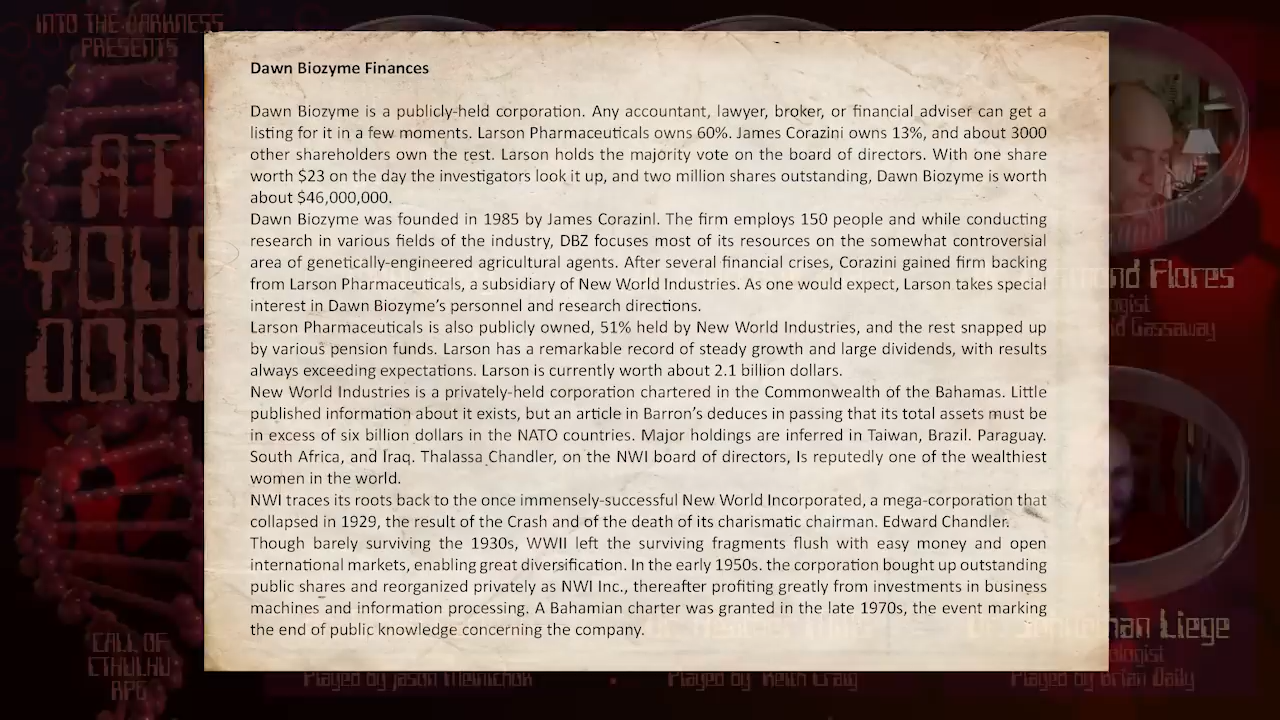 INTO THE DARKNESS
PRESENTS
AT
YOUR
DOOR
CALL OF
CTHULHU
RPG
Dawn Biozyme Finances
Dawn Biozyme is a publicly-held corporation. Any accountant, lawyer, broker, or financial adviser can get a
listing for it in a few moments. Larson Pharmaceuticals owns 60%. James Corazini owns 13%, and about 3000
other shareholders own the rest. Larson holds the majority vote on the board of directors. With one share
worth $23 on the day the investigators look it up, and two million shares outstanding, Dawn Biozyme is worth
about $46,000,000.
Dawn Biozyme was founded in 1985 by James Corazinl. The firm employs 150 people and while conducting
research in various fields of the industry, DBZ focuses most of its resources on the somewhat controversial
area of genetically-engineered agricultural agents. After several financial crises, Corazini gained firm backing
from Larson Pharmaceuticals, a subsidiary of New World Industries. As one would expect, Larson takes special
interest in Dawn Biozyme's personnel and research directions.
Larson Pharmaceuticals is also publicly owned, 51% held by New World Industries, and the rest snapped up
by various pension funds. Larson has a remarkable record of steady growth and large dividends, with results
always exceeding expectations. Larson is currently worth about 2.1 billion dollars.
New World Industries is a privately-held corporation chartered in the Commonwealth of the Bahamas. Little
published information about it exists, but an article in Barron's deduces in passing that its total assets must be
in excess of six billion dollars in the NATO countries. Major holdings are inferred in Taiwan, Brazil. Paraguay.
South Africa, and Iraq. Thalassa Chandler, on the NWI board of directors, Is reputedly one of the wealthiest
women in the world.
NWI traces its roots back to the once immensely-successful New World Incorporated, a mega-corporation that
collapsed in 1929, the result of the Crash and of the death of its charismatic chairman. Edward Chandler.
Though barely surviving the 1930s, WWII left the surviving fragments flush with easy money and open
international markets, enabling great diversification. In the early 1950s. the corporation bought up outstanding
public shares and reorganized privately as NWI Inc., thereafter profiting greatly from investments in business
machines and information processing. A Bahamian charter was granted in the late 1970s, the event marking
the end of public knowledge concerning the company.
Flores
Gassaway
Liege
Played by Jason Melnichok
Played by Keith Craig
Played by Brian Daily